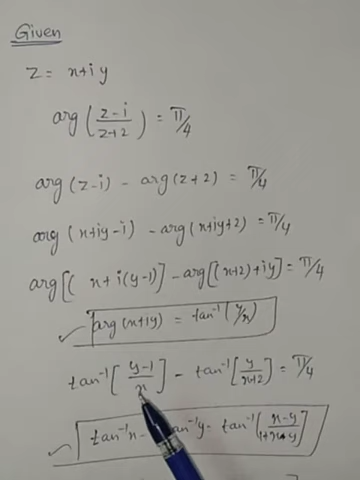 Given
z = x+iy
arg(z-i/z+2) = π/4
arg(z-i) - arg(z+2) = π/4
arg(x+iy-i) - arg(x+iy+2) = π/4
arg[( x+i(y-1)] - arg[(x+2)+iy] = π/4
arg(x+iy) = tan⁻¹(y/x)
tan⁻¹[y-1/x] - tan⁻¹[y/x+2] = π/4
tan⁻¹x - tan⁻¹y = tan⁻¹[x-y/1+x·y]